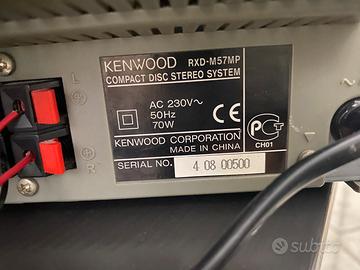 KENWOOD RXD-M57MP
COMPACT DISC STEREO SYSTEM
L
AC 230V~
50Hz
70W
CE
PCT
CH01
R
KENWOOD CORPORATION
MADE IN CHINA
SERIAL NO. 4 08 00500
subito